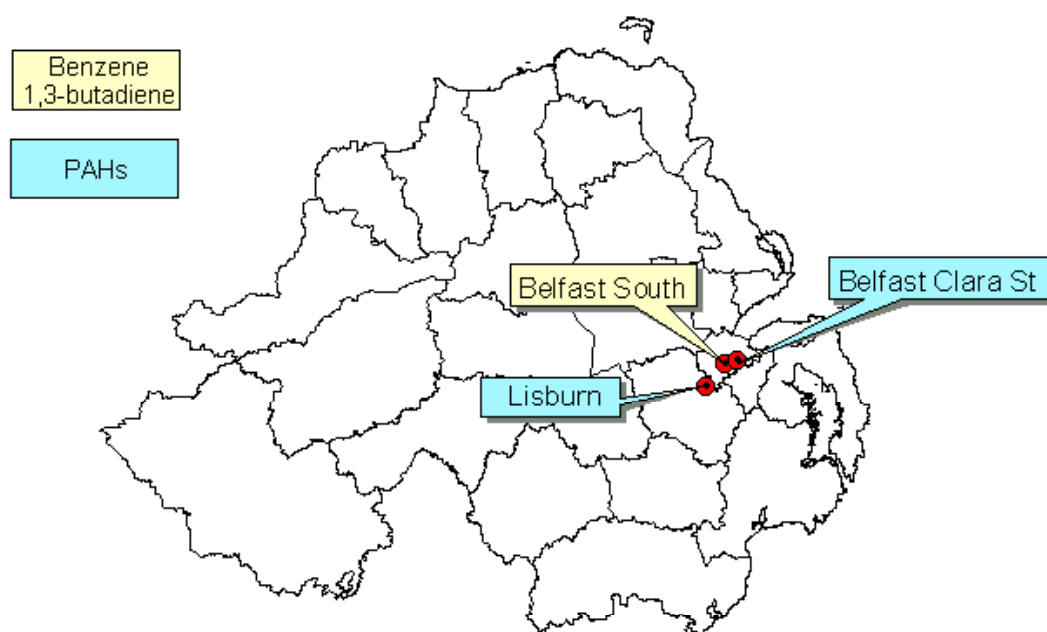 Benzene
1,3-butadiene
PAHs
Belfast South
Belfast Clara St
Lisburn